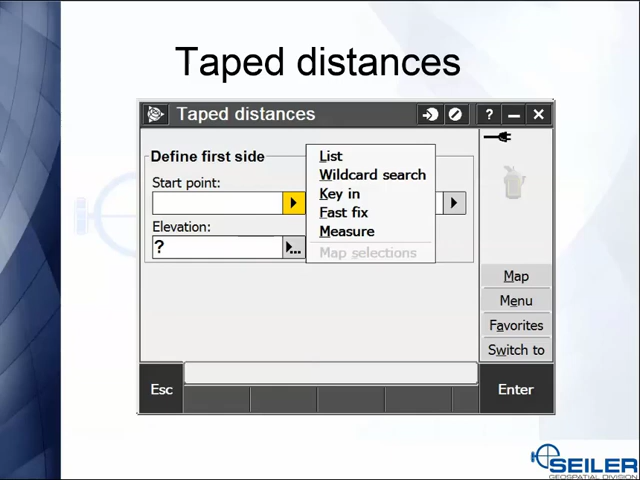 Taped distances
Taped distances
?
Define first side
Start point:
Elevation:
?
...
List
Wildcard search
Key in
Fast fix
Measure
Map selections
Map
Menu
Favorites
Switch to
Esc
Enter
SEILER
GEOSPATIAL DIVISION